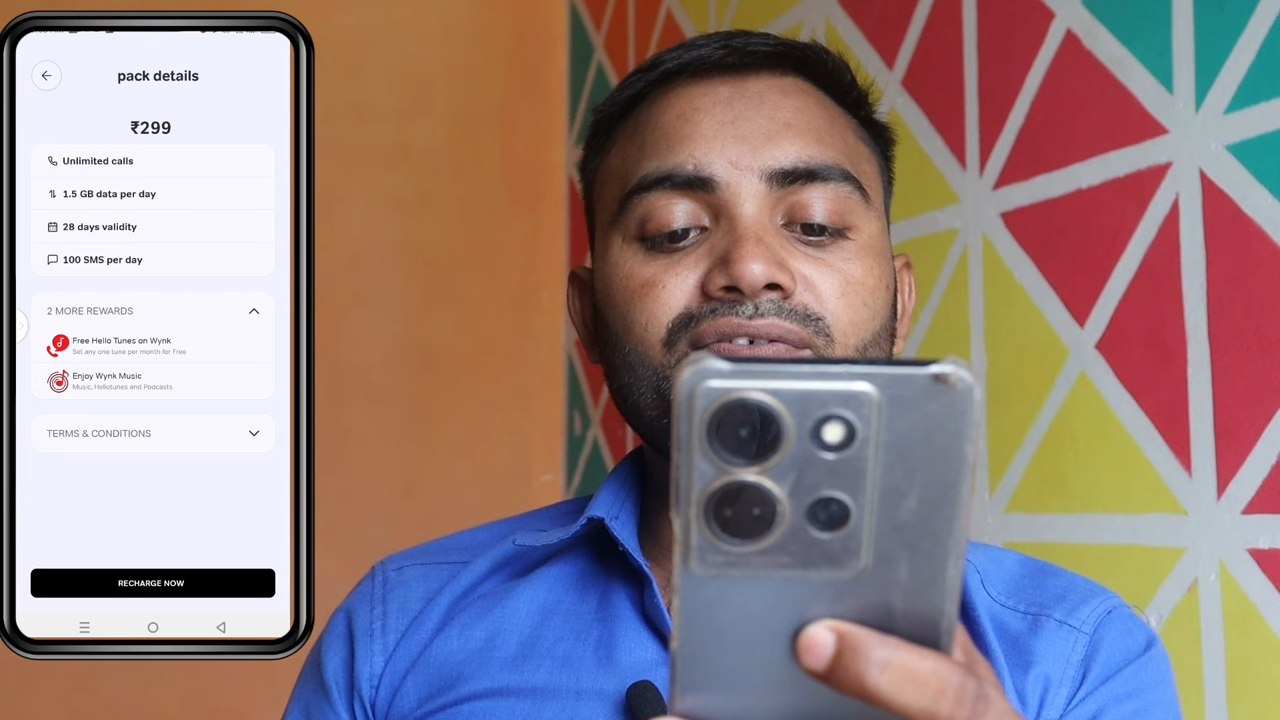 pack details
₹299
Unlimited calls
1.5 GB data per day
28 days validity
100 SMS per day
2 MORE REWARDS
Free Hello Tunes on Wynk
Set any one tune per month for Free
Enjoy Wynk Music
Music, Hellotunes and Podcasts
TERMS & CONDITIONS
RECHARGE NOW